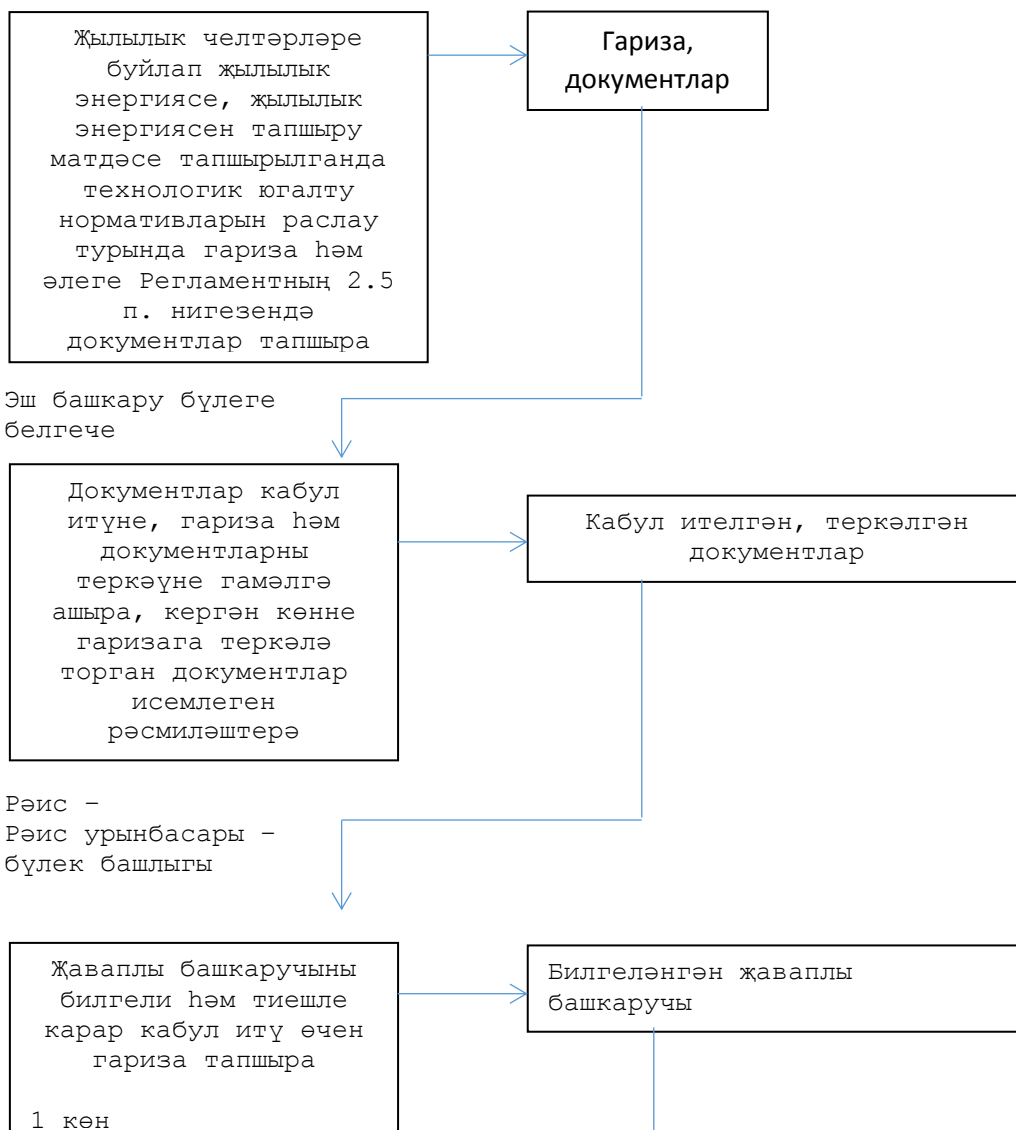 Җылылык челтәрләре
буйлап җылылык
энергиясе, җылылык
энергиясен тапшыру
матдәсе тапшырылганда
технологик югалту
нормативларын раслау
турында гариза һәм
әлеге Регламентның 2.5
п. нигезендә
документлар тапшыра
Гариза,
документлар
Эш башкару бүлеге
белгече
Документлар кабул
итүне, гариза һәм
документларны
теркәүне гамәлгә
ашыра, кергән көнне
гаризага теркәлә
торган документлар
исемлеген
рәсмиләштерә
Кабул ителгән, теркәлгән
документлар
Рәис –
Рәис урынбасары –
бүлек башлыгы
Җаваплы башкаручыны
билгели һәм тиешле
карар кабул итү өчен
гариза тапшыра
1 көн
Билгеләнгән җаваплы
башкаручы